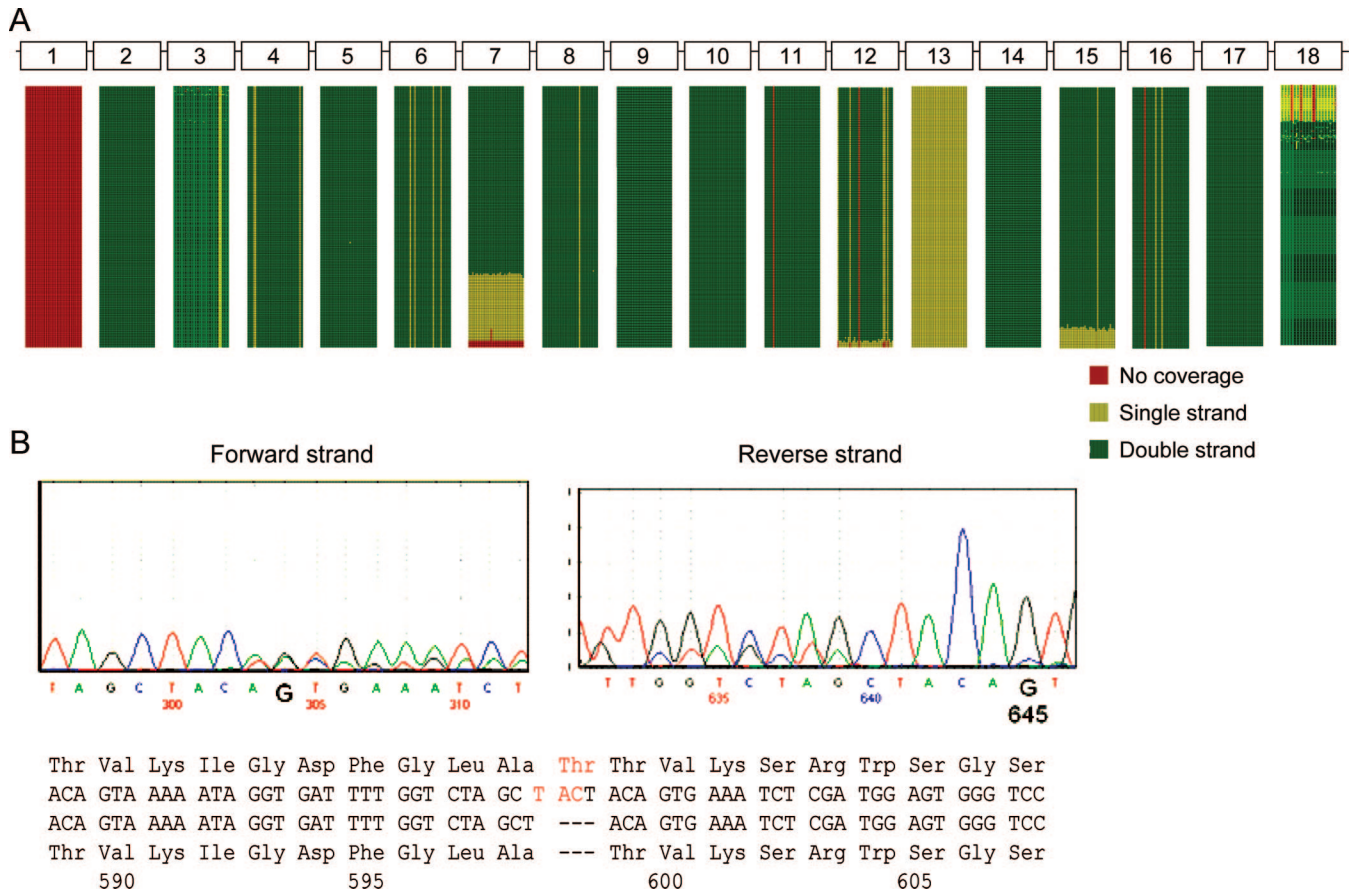 A
1 2 3 4 5 6 7 8 9 10 11 12 13 14 15 16 17 18
No coverage
Single strand
Double strand
B
Forward strand
Reverse strand
T A G C T A C A G T G A A A T C T
300 305 310
T T G G T C T A G C T A C A G T
635 640 645
Thr Val Lys Ile Gly Asp Phe Gly Leu Ala Thr Thr Val Lys Ser Arg Trp Ser Gly Ser
ACA GTA AAA ATA GGT GAT TTT GGT CTA GC T ACT ACA GTG AAA TCT CGA TGG AGT GGG TCC
ACA GTA AAA ATA GGT GAT TTT GGT CTA GCT --- ACA GTG AAA TCT CGA TGG AGT GGG TCC
Thr Val Lys Ile Gly Asp Phe Gly Leu Ala --- Thr Val Lys Ser Arg Trp Ser Gly Ser
590 595 600 605